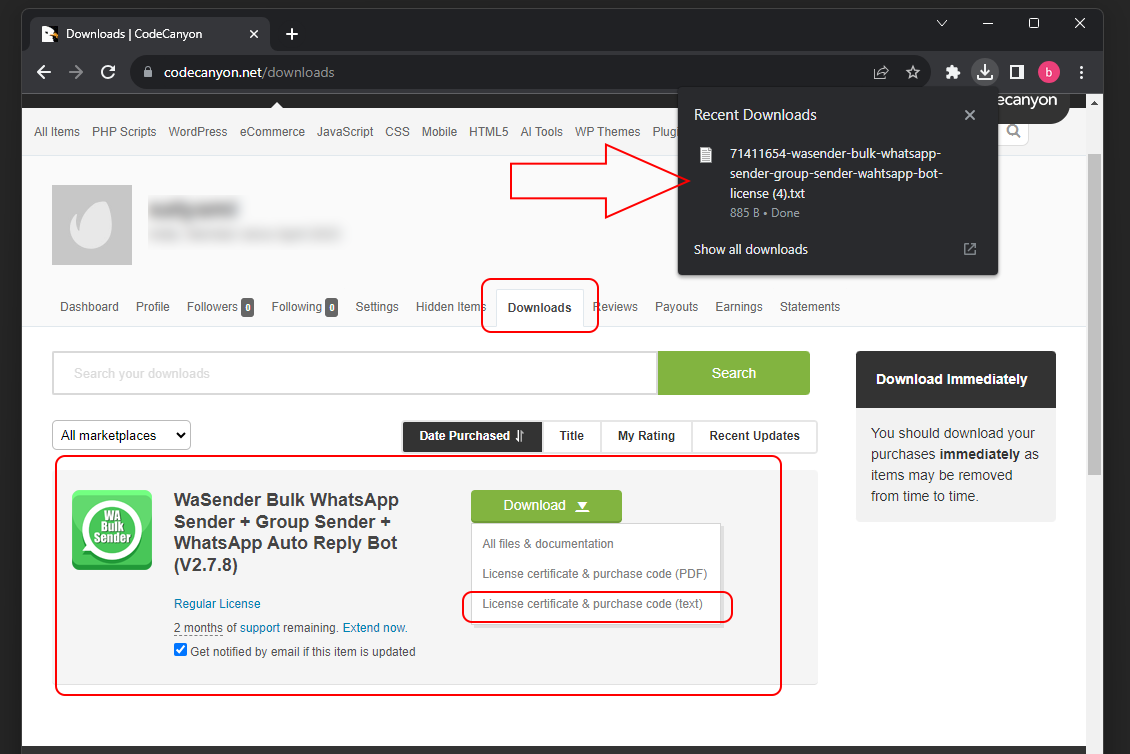 Downloads | CodeCanyon
codecanyon.net/downloads
b
ecanyon
All Items PHP Scripts WordPress eCommerce JavaScript CSS Mobile HTML5 AI Tools WP Themes Plugi
Recent Downloads
71411654-wasender-bulk-whatsapp-
sender-group-sender-wahtsapp-bot-
license (4).txt
885 B • Done
Show all downloads
Dashboard Profile Followers 0 Following 0 Settings Hidden Items Downloads Reviews Payouts Earnings Statements
Search your downloads
Search
All marketplaces
Date Purchased Title My Rating Recent Updates
WA
Bulk
Sender
WaSender Bulk WhatsApp
Sender + Group Sender +
WhatsApp Auto Reply Bot
(V2.7.8)
Regular License
2 months of support remaining. Extend now.
Get notified by email if this item is updated
Download
All files & documentation
License certificate & purchase code (PDF)
License certificate & purchase code (text)
Download Immediately
You should download your
purchases immediately as
items may be removed
from time to time.